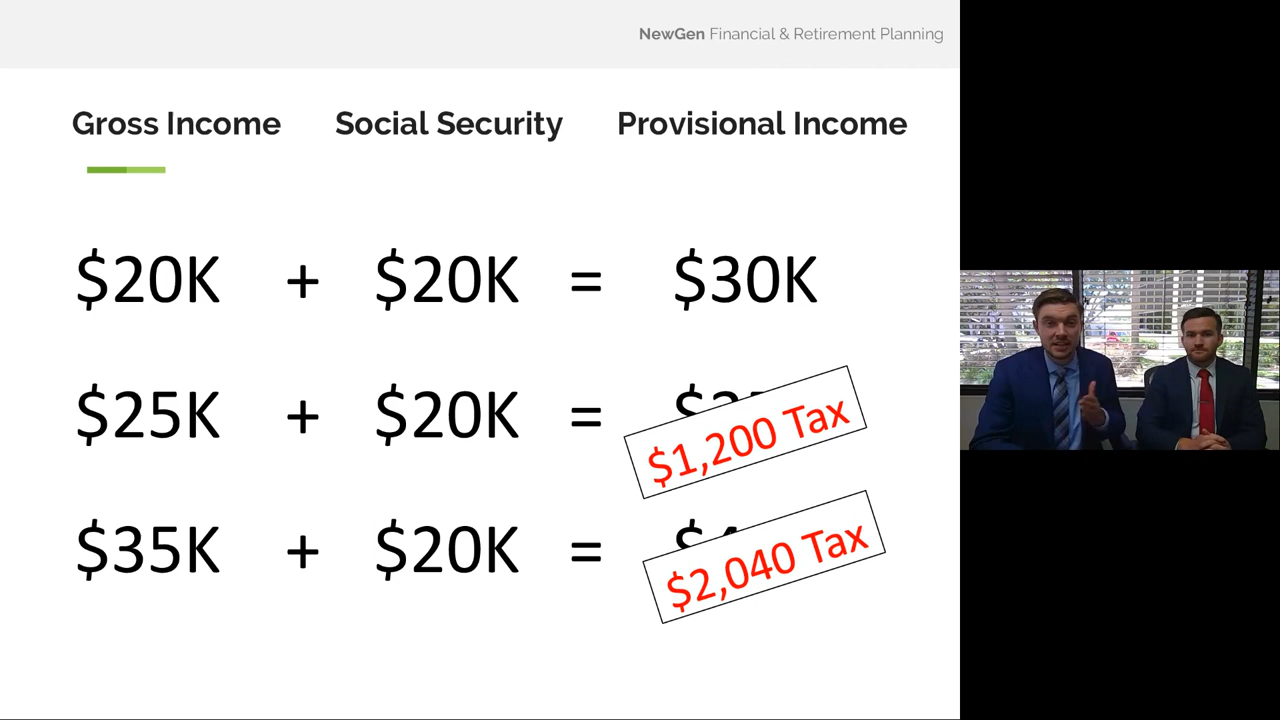 NewGen Financial & Retirement Planning
Gross Income Social Security Provisional Income
$20K + $20K = $30K
$25K + $20K =
$1,200 Tax
$35K + $20K =
$2,040 Tax